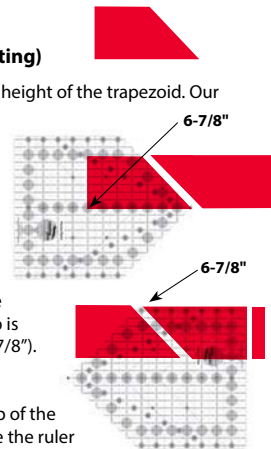 ting)
height of the trapezoid. Our
6-7/8"
6-7/8"
is
7/8").
of the
e the ruler